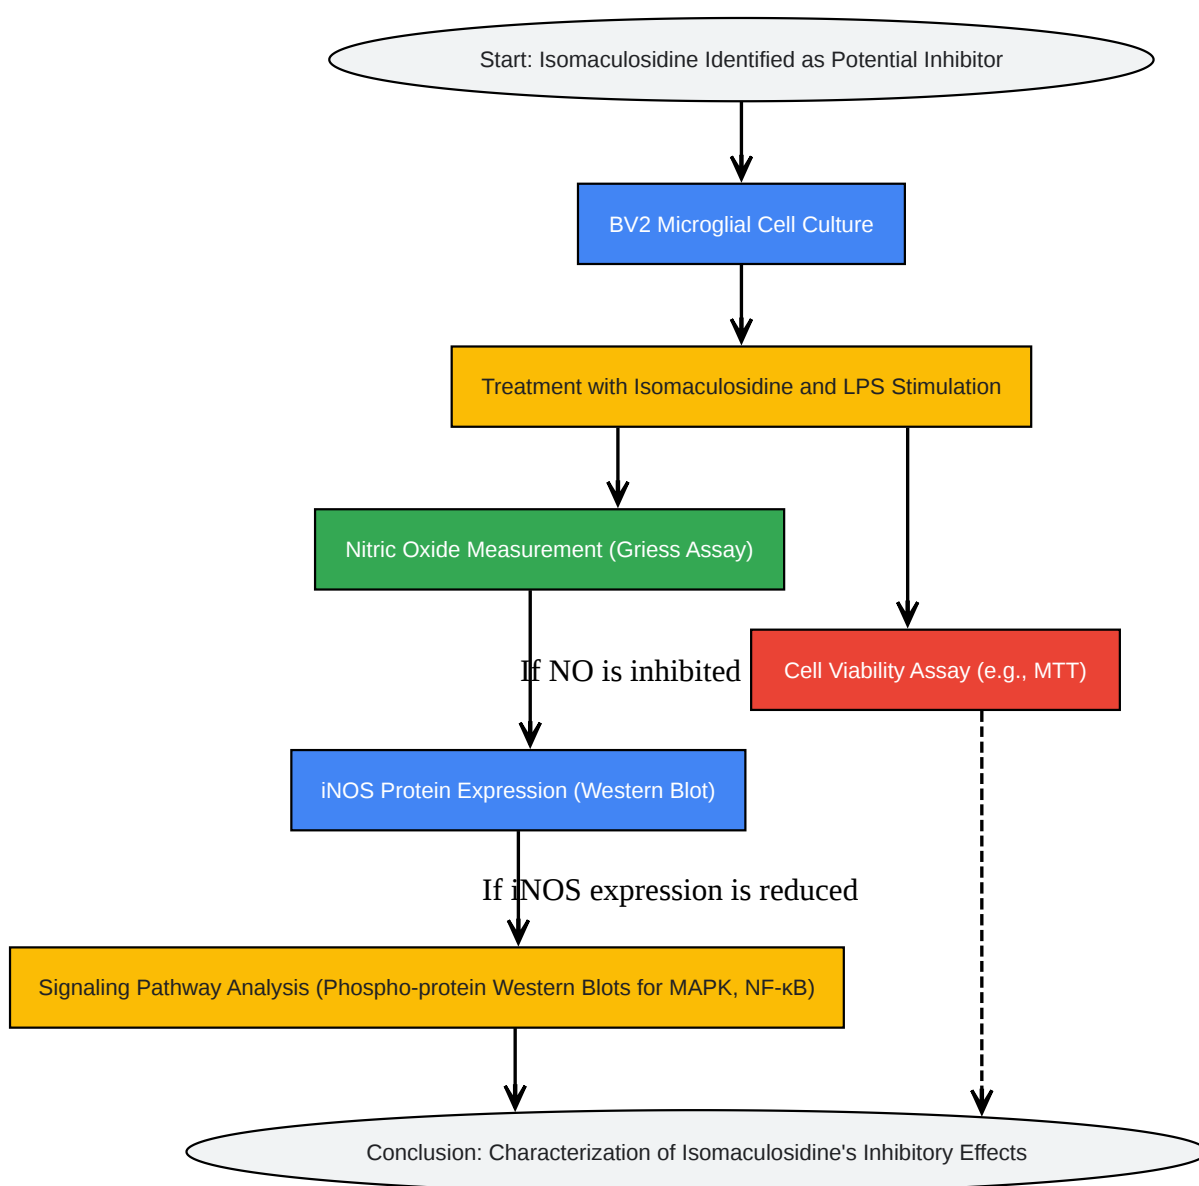 Start: Isomaculosidine Identified as Potential Inhibitor
BV2 Microglial Cell Culture
Treatment with Isomaculosidine and LPS Stimulation
Nitric Oxide Measurement (Griess Assay)
If NO is inhibited
Cell Viability Assay (e.g., MTT)
iNOS Protein Expression (Western Blot)
If iNOS expression is reduced
Signaling Pathway Analysis (Phospho-protein Western Blots for MAPK, NF-κB)
Conclusion: Characterization of Isomaculosidine's Inhibitory Effects